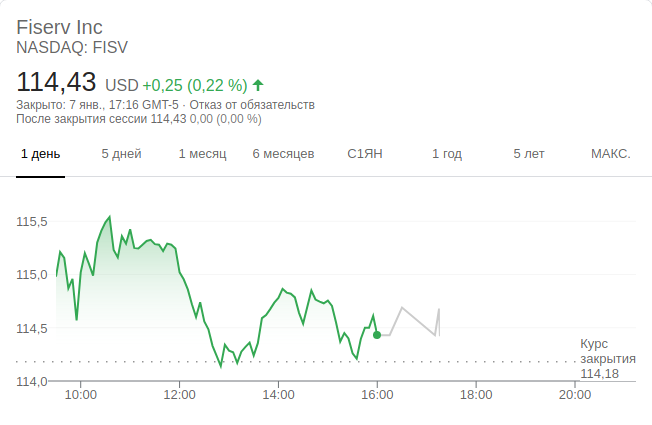 Fiserv Inc
NASDAQ: FISV
114,43 USD +0,25 (0,22 %)
Закрыто: 7 янв., 17:16 GMT-5 · Отказ от обязательств
После закрытия сессии 114,43 0,00 (0,00 %)
1 день 5 дней 1 месяц 6 месяцев С1ЯН 1 год 5 лет МАКС.
115,5
115,0
114,5
Курс
закрытия
114,18
114,0
10:00 12:00 14:00 16:00 18:00 20:00